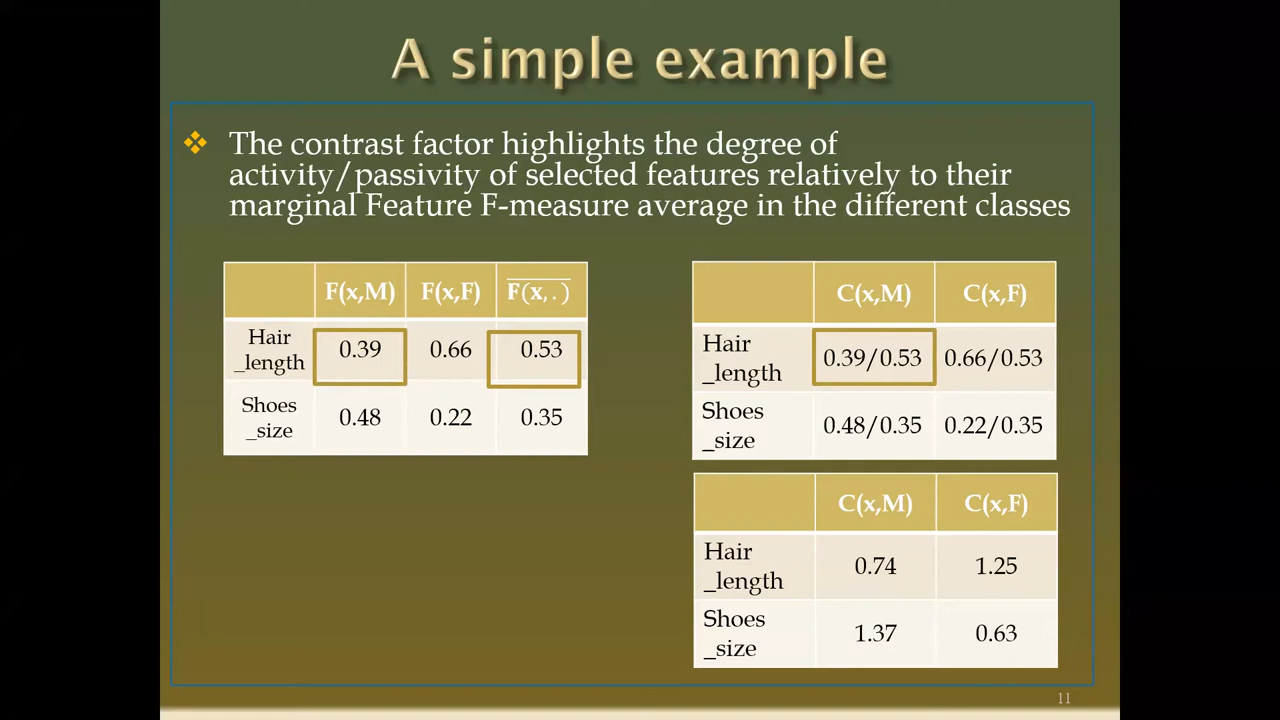 A simple example
❖ The contrast factor highlights the degree of
activity/passivity of selected features relatively to their
marginal Feature F-measure average in the different classes
F(x,M) F(x,F) F̅(̅x̅,̅.̅)̅
Hair
_length 0.39 0.66 0.53
Shoes
_size 0.48 0.22 0.35
C(x,M) C(x,F)
Hair
_length 0.39/0.53 0.66/0.53
Shoes
_size 0.48/0.35 0.22/0.35
C(x,M) C(x,F)
Hair
_length 0.74 1.25
Shoes
_size 1.37 0.63
11